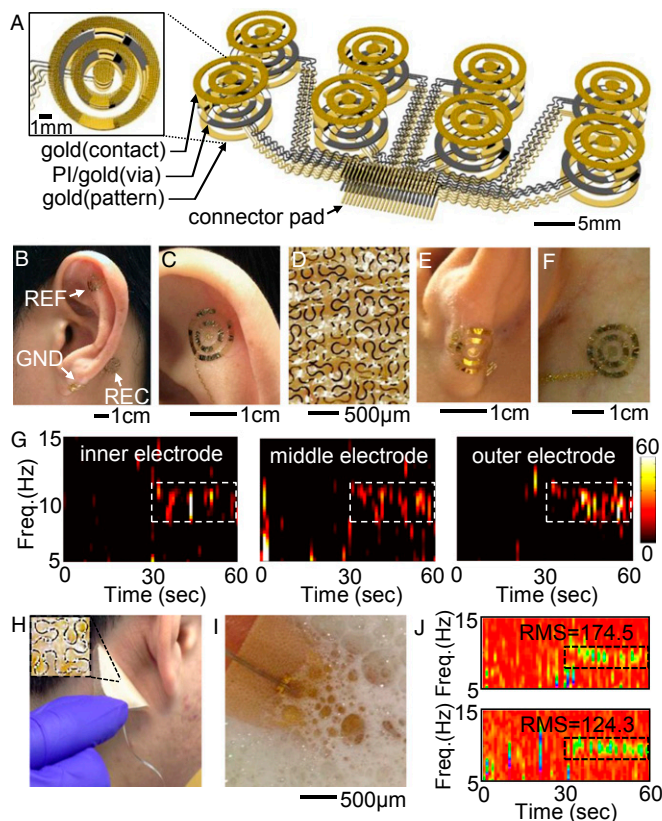 A
1mm
gold(contact)
PI/gold(via)
gold(pattern)
connector pad
5mm
B
REF
GND
REC
1cm
C
1cm
D
500µm
E
1cm
F
1cm
G
15
10
5
Freq.(Hz)
inner electrode
middle electrode
outer electrode
60
0
0 30 60
0 30 60
0 30 60
Time (sec)
Time (sec)
Time (sec)
H
I
500µm
J
15
5
Freq.(Hz)
RMS=174.5
15
5
Freq.(Hz)
RMS=124.3
0 30 60
Time (sec)